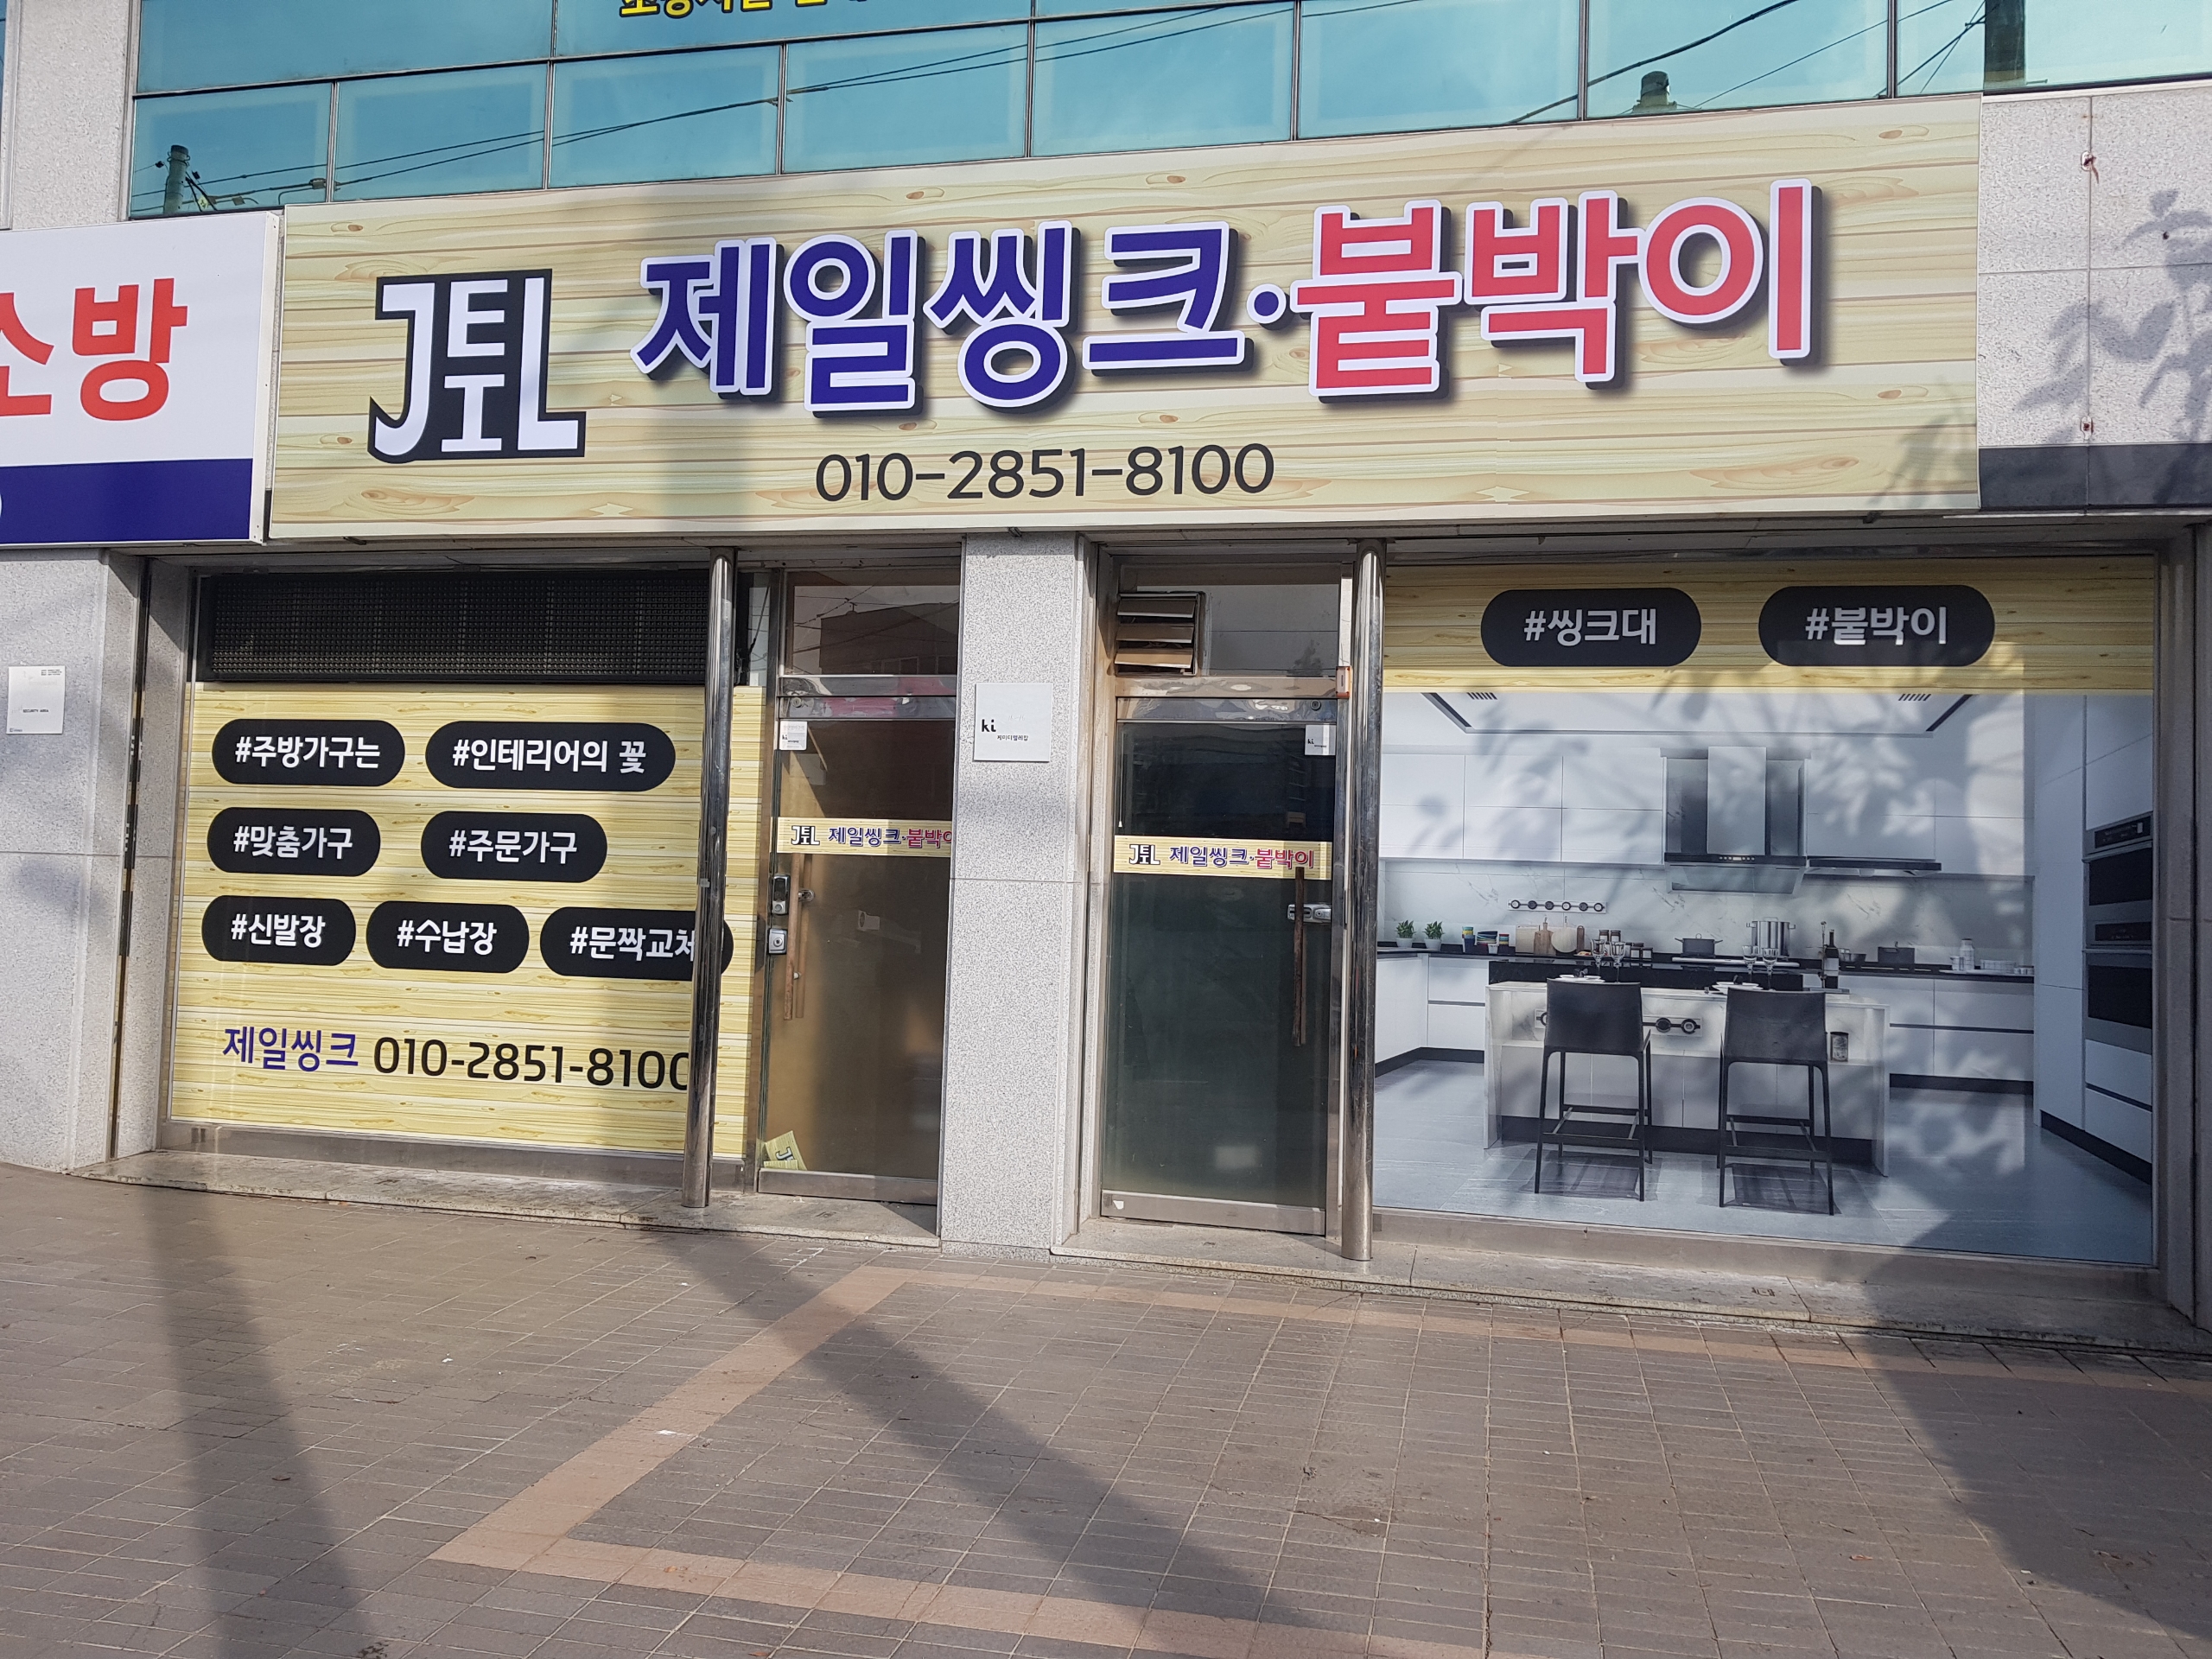 소방
JEIL 제일씽크·붙박이
010-2851-8100
#씽크대 #붙박이
#주방가구는 #인테리어의 꽃
#맞춤가구 #주문가구
#신발장 #수납장 #문짝교체
제일씽크 010-2851-8100
JEIL 제일씽크·붙박이
JEIL 제일씽크·붙박이
ki